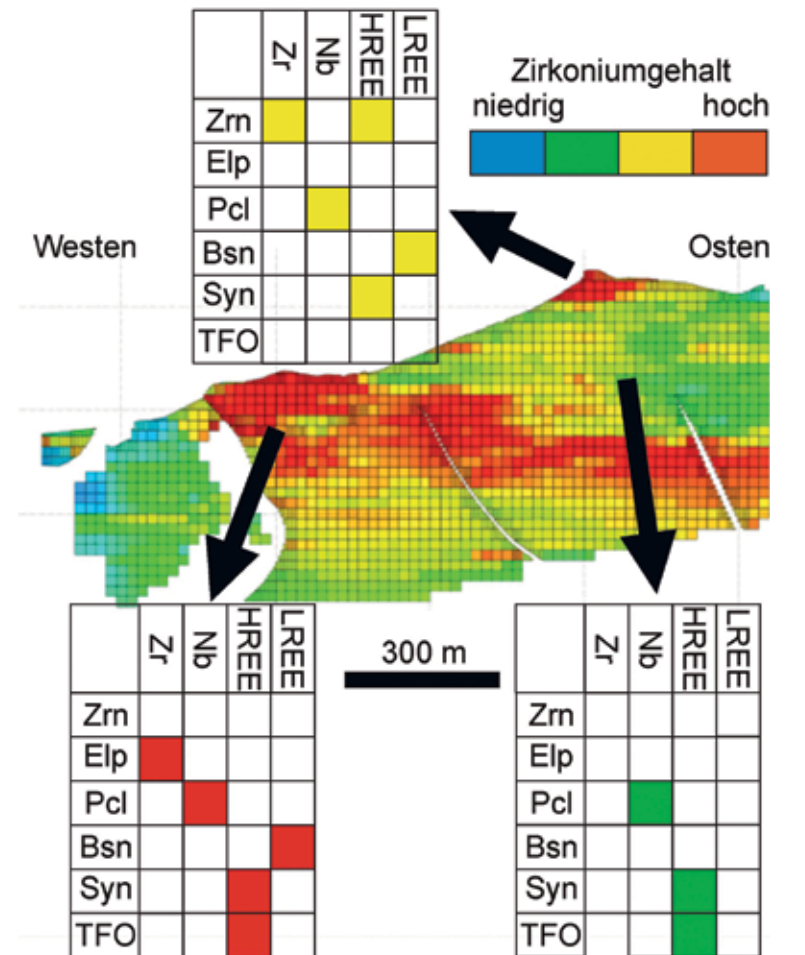 Zr Nb HREE LREE
Zrn
Elp
Pcl
Bsn
Syn
TFO
Zirkoniumgehalt
niedrig hoch
Westen
Osten
Zr Nb HREE LREE
Zrn
Elp
Pcl
Bsn
Syn
TFO
300 m
Zr Nb HREE LREE
Zrn
Elp
Pcl
Bsn
Syn
TFO